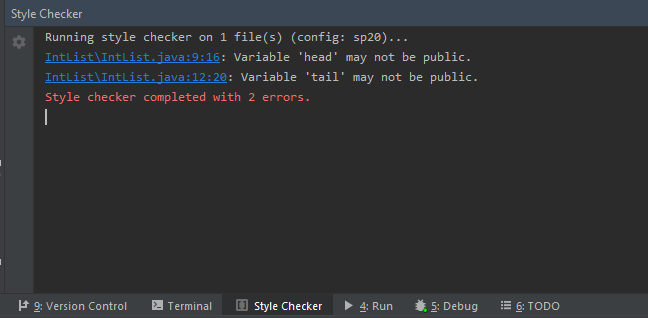 Style Checker
Running style checker on 1 file(s) (config: sp20)...
IntList\IntList.java:9:16: Variable 'head' may not be public.
IntList\IntList.java:12:20: Variable 'tail' may not be public.
Style checker completed with 2 errors.
9: Version Control Terminal Style Checker 4: Run 5: Debug 6: TODO